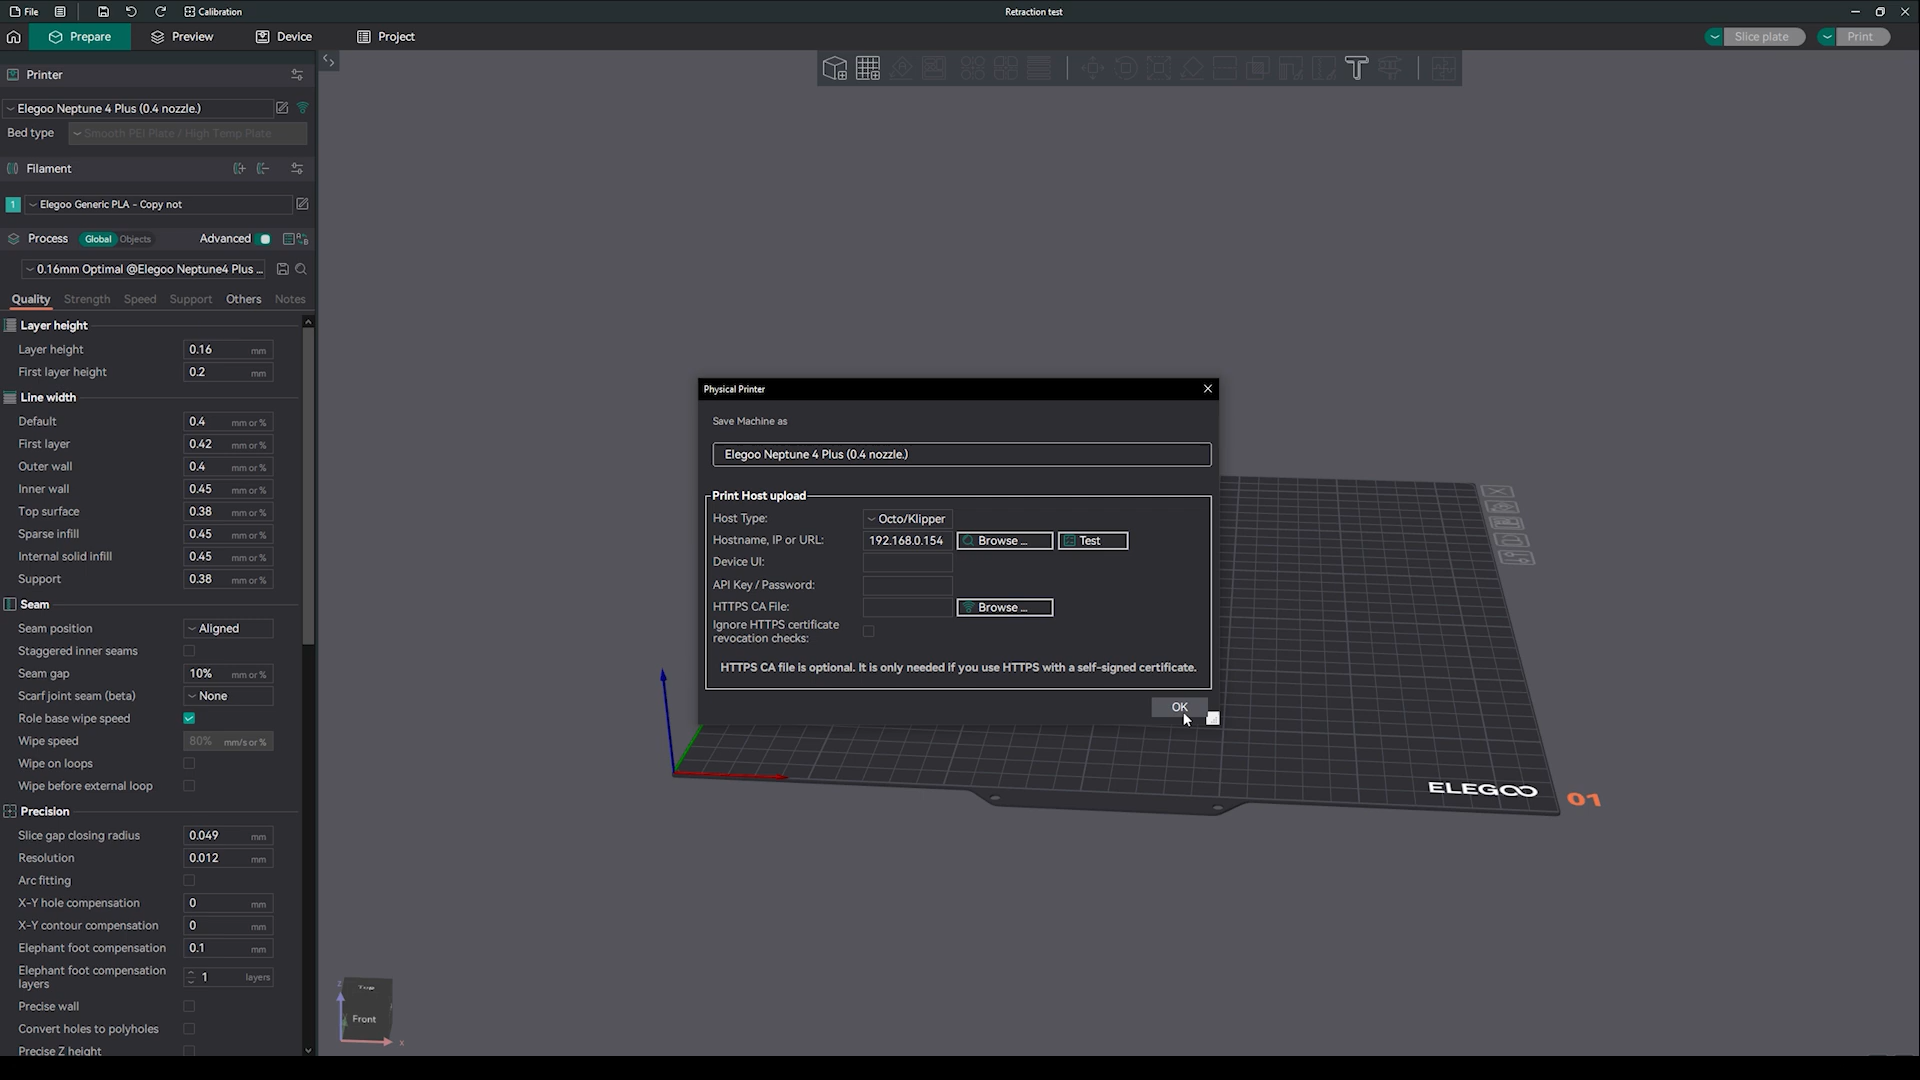 File
Calibration
Retraction test
Prepare
Preview
Device
Project
Slice plate
Print
Printer
Elegoo Neptune 4 Plus (0.4 nozzle.)
Bed type
Smooth PEI Plate / High Temp Plate
Filament
1
Elegoo Generic PLA - Copy not
Process
Global
Objects
Advanced
0.16mm Optimal @Elegoo Neptune4 Plus ...
Quality
Strength
Speed
Support
Others
Notes
Layer height
Layer height 0.16 mm
First layer height 0.2 mm
Line width
Default 0.4 mm or %
First layer 0.42 mm or %
Outer wall 0.4 mm or %
Inner wall 0.45 mm or %
Top surface 0.38 mm or %
Sparse infill 0.45 mm or %
Internal solid infill 0.45 mm or %
Support 0.38 mm or %
Seam
Seam position Aligned
Staggered inner seams
Seam gap 10% mm or %
Scarf joint seam (beta) None
Role base wipe speed
Wipe speed 80% mm/s or %
Wipe on loops
Wipe before external loop
Precision
Slice gap closing radius 0.049 mm
Resolution 0.012 mm
Arc fitting
X-Y hole compensation 0 mm
X-Y contour compensation 0 mm
Elephant foot compensation 0.1 mm
Elephant foot compensation
layers 1 layers
Precise wall
Convert holes to polyholes
Precise Z height
Physical Printer
Save Machine as
Elegoo Neptune 4 Plus (0.4 nozzle.)
Print Host upload
Host Type: Octo/Klipper
Hostname, IP or URL: 192.168.0.154 Browse ... Test
Device UI:
API Key / Password:
HTTPS CA File: Browse ...
Ignore HTTPS certificate
revocation checks:
HTTPS CA file is optional. It is only needed if you use HTTPS with a self-signed certificate.
OK
ELEGOO
01
Front
z
x